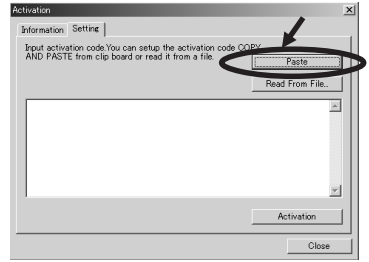 Activation
Information Setting
Input activation code.You can setup the activation code COPY
AND PASTE from clip board or read it from a file.
Paste
Read From File..
Activation
Close